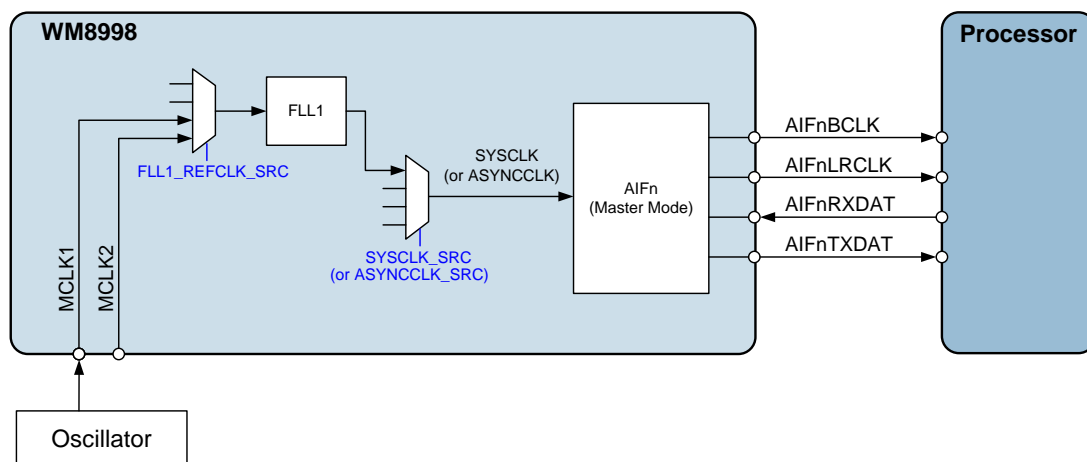 WM8998
Processor
FLL1
FLL1_REFCLK_SRC
SYSCLK
(or ASYNCCLK)
SYSCLK_SRC
(or ASYNCCLK_SRC)
AIFn
(Master Mode)
AIFnBCLK
AIFnLRCLK
AIFnRXDAT
AIFnTXDAT
MCLK1
MCLK2
Oscillator